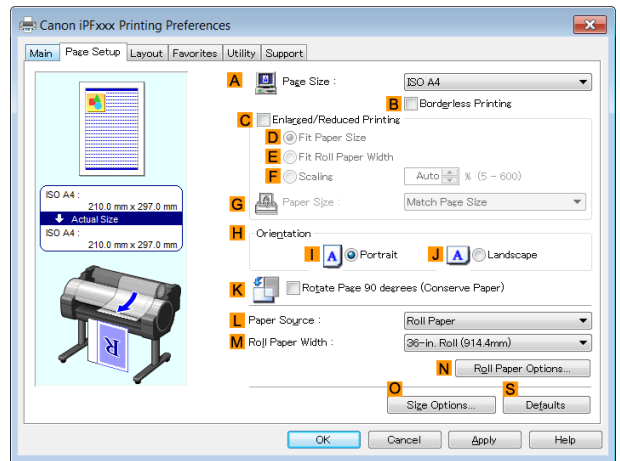 Canon iPFxxx Printing Preferences
Main Page Setup Layout Favorites Utility Support
A Page Size : ISO A4
B Borderless Printing
C Enlarged/Reduced Printing
D Fit Paper Size
E Fit Roll Paper Width
F Scaling Auto % (5 - 600)
G Paper Size : Match Page Size
ISO A4 :
210.0 mm x 297.0 mm
Actual Size
ISO A4 :
210.0 mm x 297.0 mm
H Orientation
I A Portrait J A Landscape
K Rotate Page 90 degrees (Conserve Paper)
L Paper Source : Roll Paper
M Roll Paper Width : 36-in. Roll (914.4mm)
R
N Roll Paper Options...
O S
Size Options... Defaults
OK Cancel Apply Help